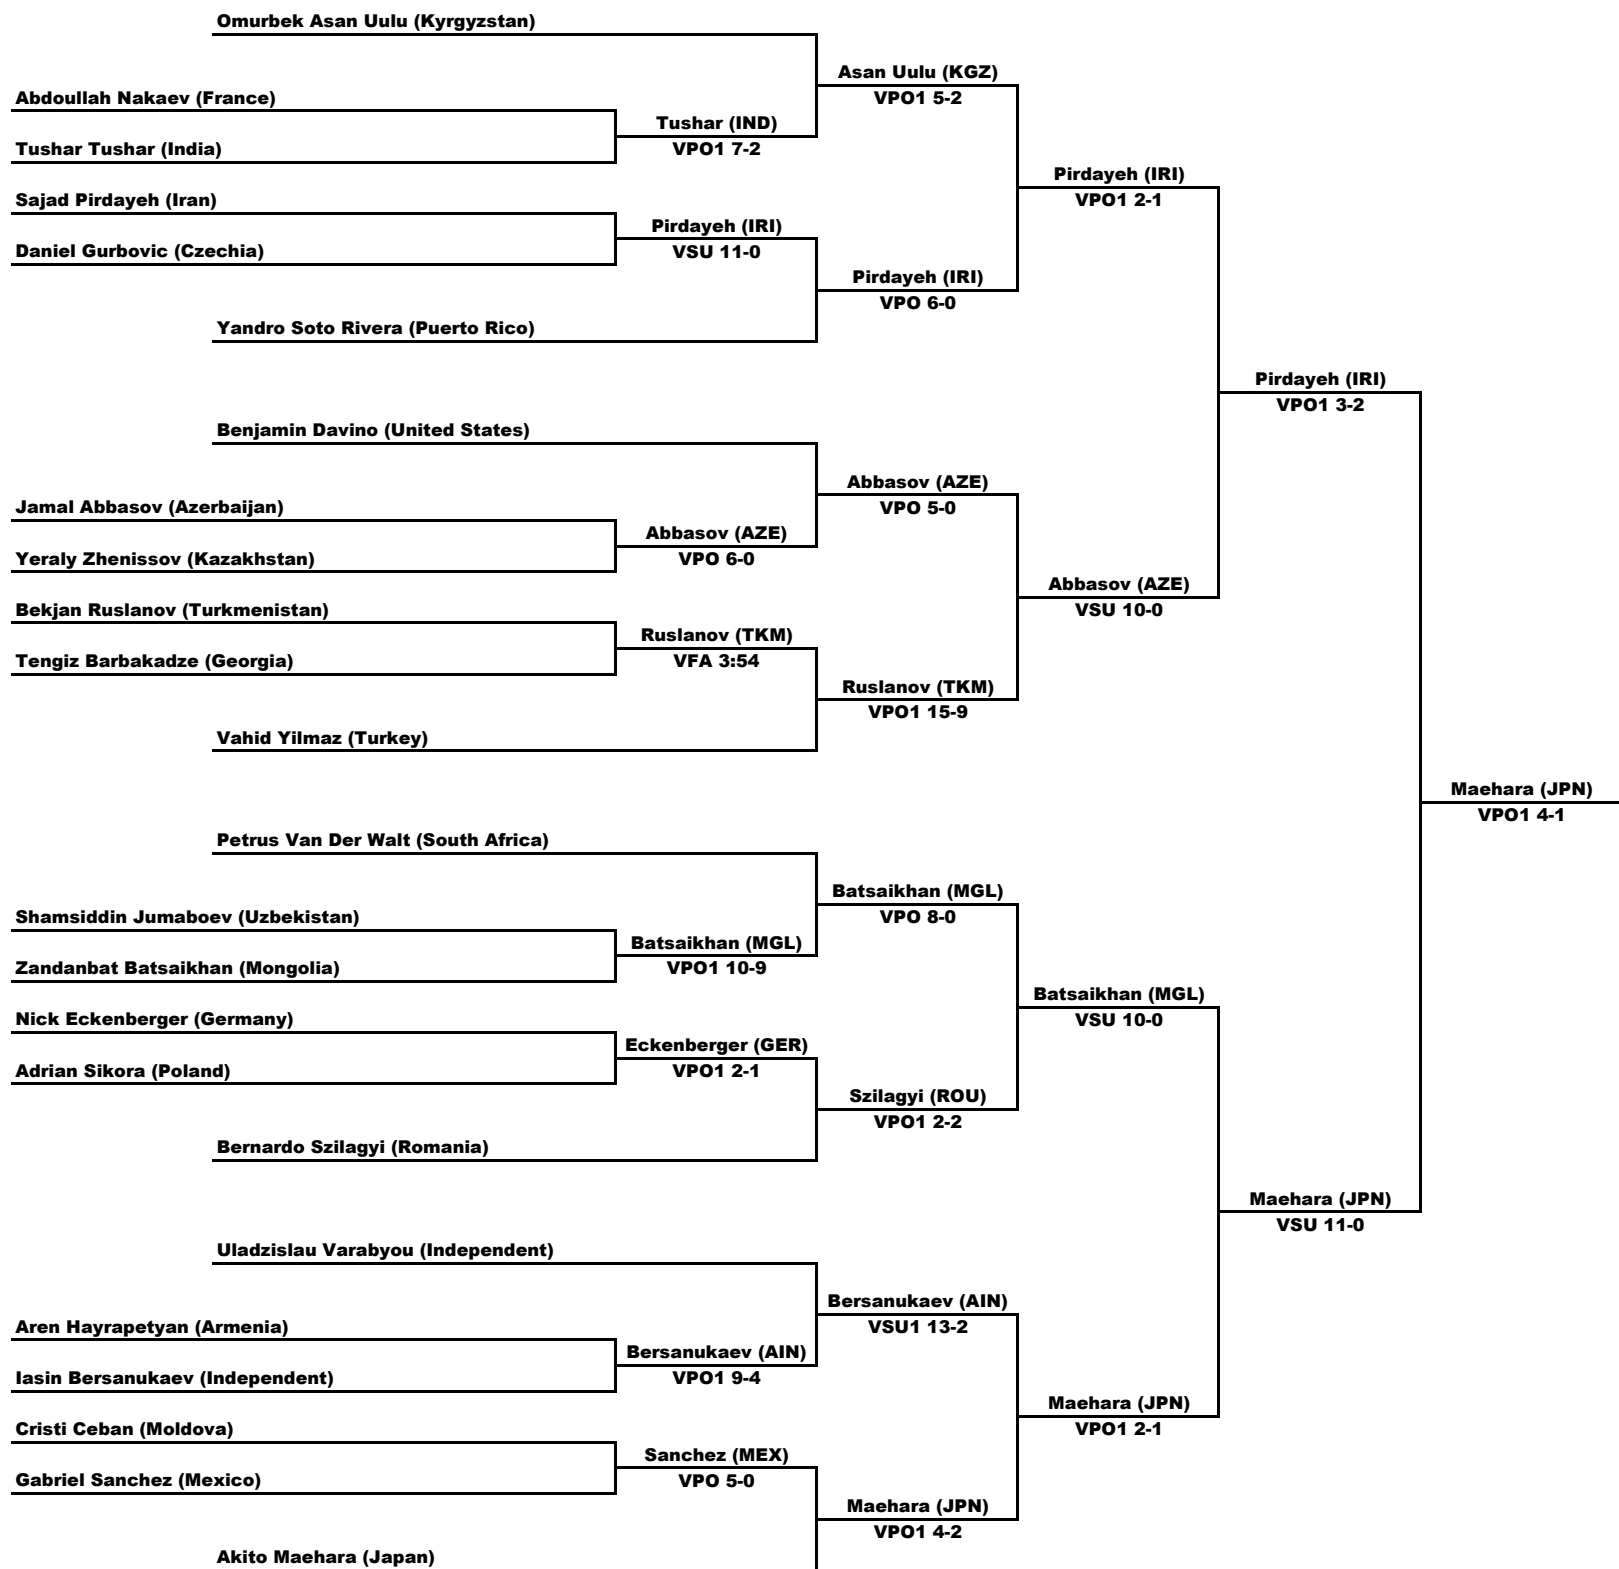 Omurbek Asan Uulu (Kyrgyzstan)
Asan Uulu (KGZ)
VPO1 5-2
Abdoullah Nakaev (France)
Tushar (IND)
VPO1 7-2
Tushar Tushar (India)
Pirdayeh (IRI)
VPO1 2-1
Sajad Pirdayeh (Iran)
Pirdayeh (IRI)
VSU 11-0
Daniel Gurbovic (Czechia)
Pirdayeh (IRI)
VPO 6-0
Yandro Soto Rivera (Puerto Rico)
Pirdayeh (IRI)
VPO1 3-2
Benjamin Davino (United States)
Abbasov (AZE)
VPO 5-0
Jamal Abbasov (Azerbaijan)
Abbasov (AZE)
VPO 6-0
Yeraly Zhenissov (Kazakhstan)
Abbasov (AZE)
VSU 10-0
Bekjan Ruslanov (Turkmenistan)
Ruslanov (TKM)
VFA 3:54
Tengiz Barbakadze (Georgia)
Ruslanov (TKM)
VPO1 15-9
Vahid Yilmaz (Turkey)
Maehara (JPN)
VPO1 4-1
Petrus Van Der Walt (South Africa)
Batsaikhan (MGL)
VPO 8-0
Shamsiddin Jumaboev (Uzbekistan)
Batsaikhan (MGL)
VPO1 10-9
Zandanbat Batsaikhan (Mongolia)
Batsaikhan (MGL)
VSU 10-0
Nick Eckenberger (Germany)
Eckenberger (GER)
VPO1 2-1
Adrian Sikora (Poland)
Szilagyi (ROU)
VPO1 2-2
Bernardo Szilagyi (Romania)
Maehara (JPN)
VSU 11-0
Uladzislau Varabyou (Independent)
Bersanukaev (AIN)
VSU1 13-2
Aren Hayrapetyan (Armenia)
Bersanukaev (AIN)
VPO1 9-4
Iasin Bersanukaev (Independent)
Maehara (JPN)
VPO1 2-1
Cristi Ceban (Moldova)
Sanchez (MEX)
VPO 5-0
Gabriel Sanchez (Mexico)
Maehara (JPN)
VPO1 4-2
Akito Maehara (Japan)